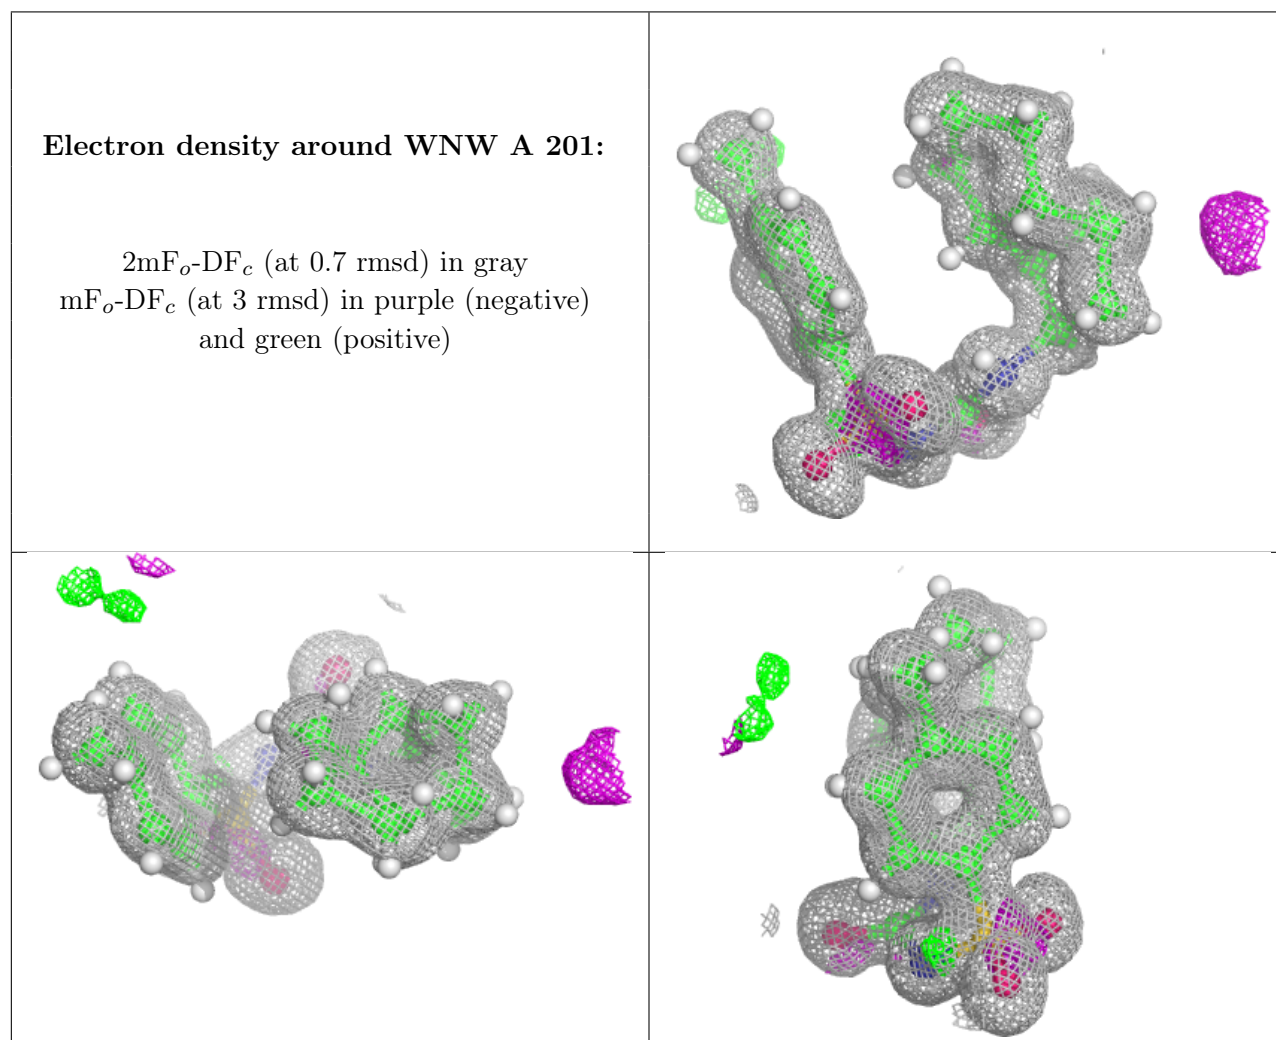 Electron density around WNW A 201:
2mFo-DFc (at 0.7 rmsd) in gray
mFo-DFc (at 3 rmsd) in purple (negative)
and green (positive)